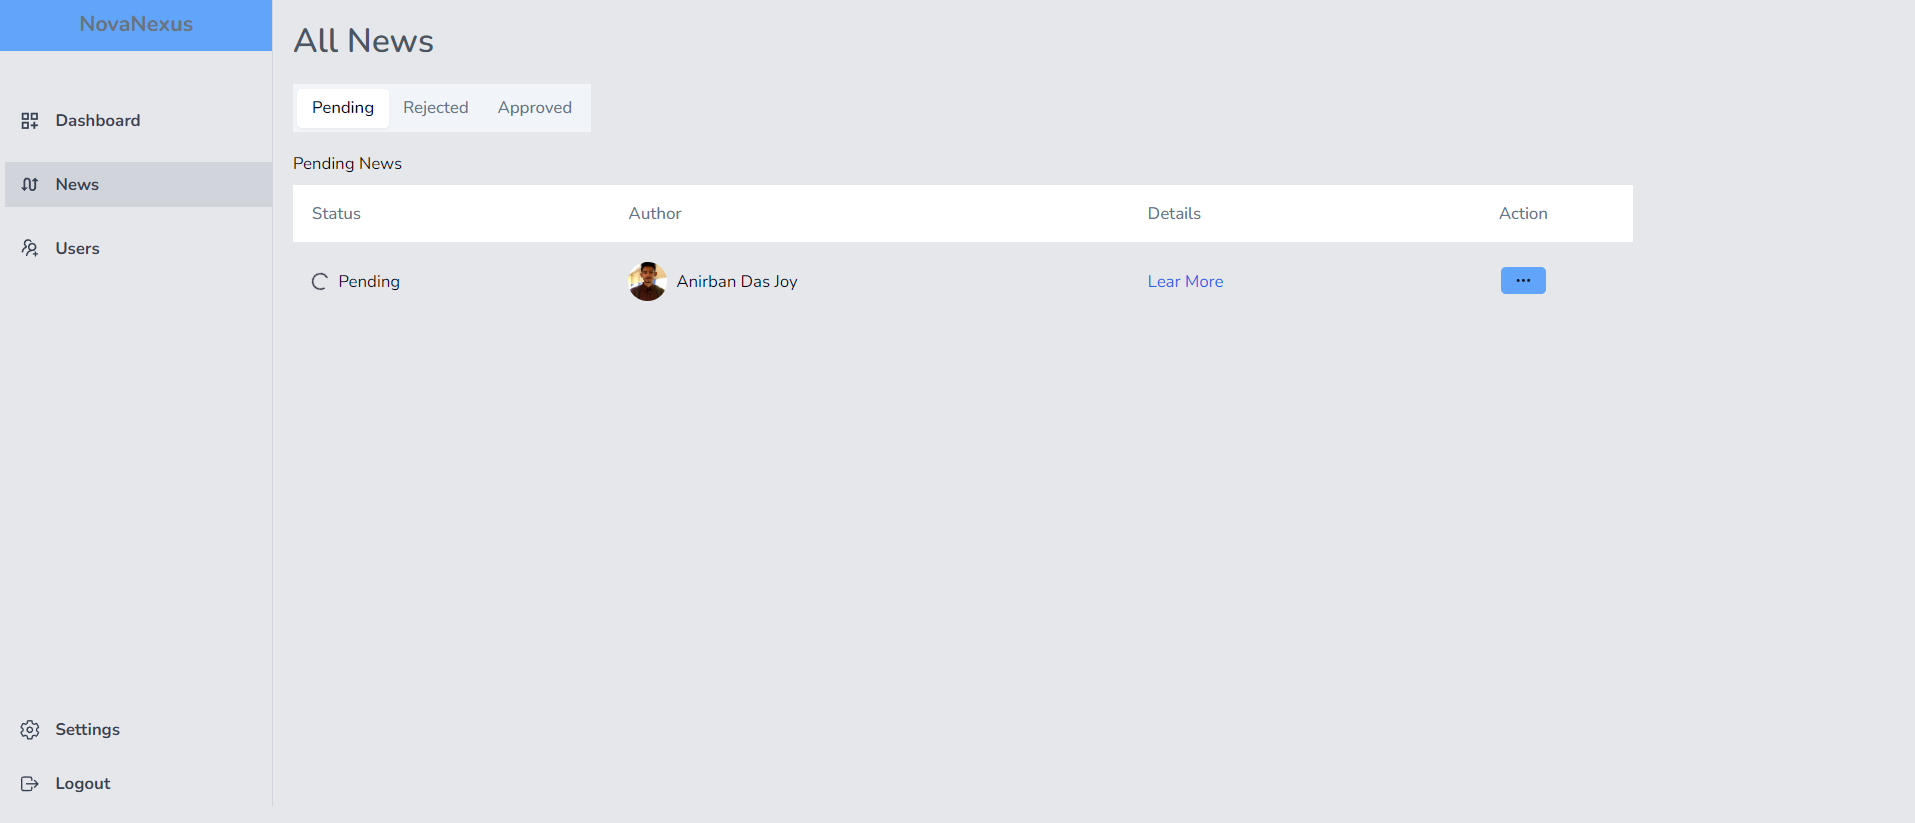 NovaNexus
Dashboard
News
Users
Settings
Logout
All News
Pending Rejected Approved
Pending News
Status Author Details Action
Pending Anirban Das Joy Lear More